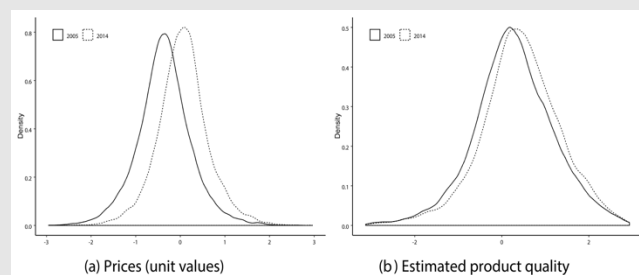 2005 2014
0.8
0.6
0.4
0.2
0.0
Density
-3 -2 -1 0 1 2 3
(a) Prices (unit values)
2005 2014
0.5
0.4
0.3
0.2
0.1
0.0
Density
-2 0 2
(b) Estimated product quality